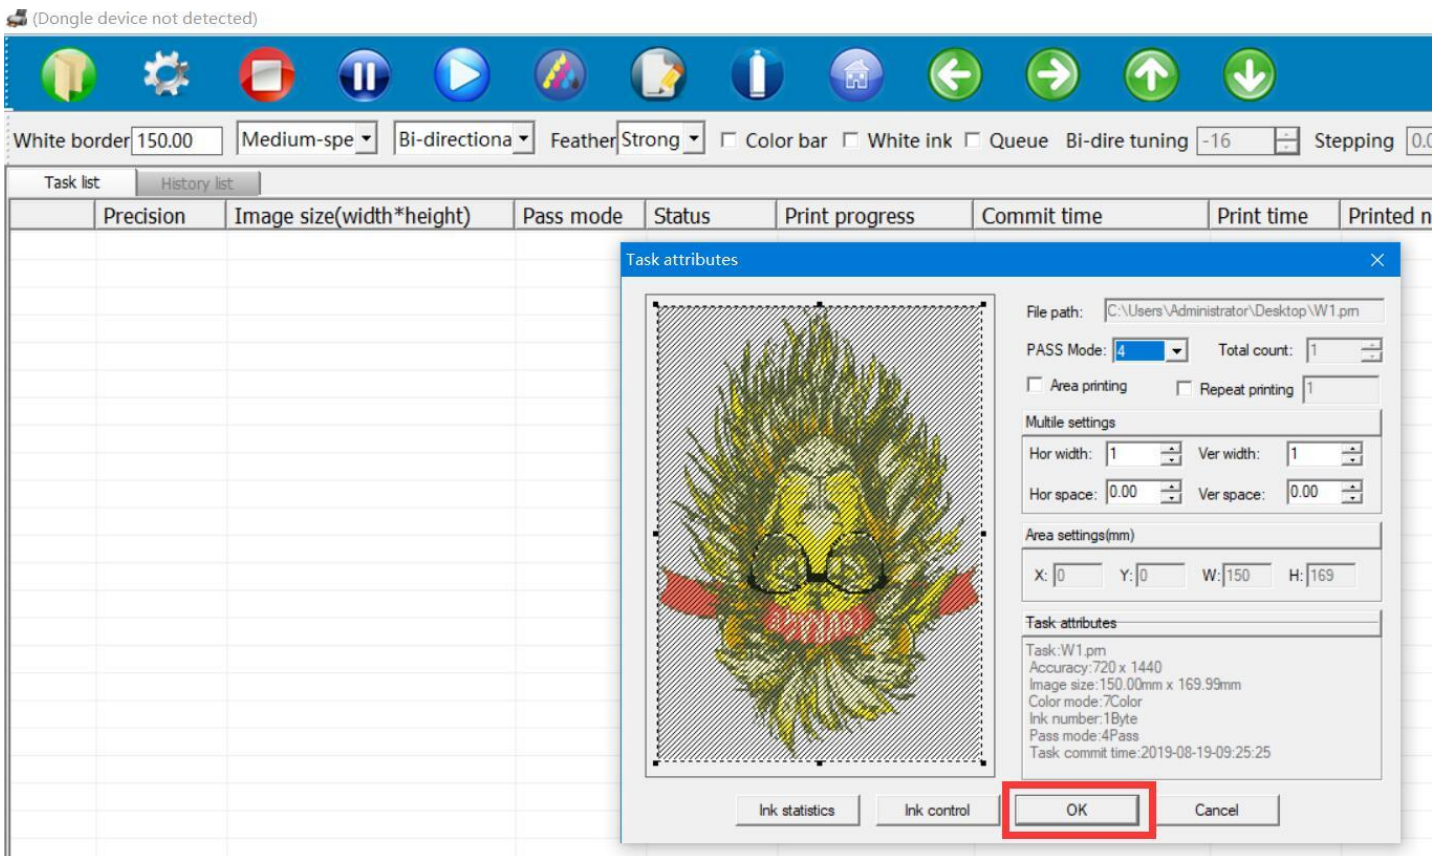 (Dongle device not detected)
White border 150.00 Medium-spe Bi-directiona Feather Strong Color bar White ink Queue Bi-dire tuning -16 Stepping 0.0
Task list History list
Precision Image size(width*height) Pass mode Status Print progress Commit time Print time Printed n
Task attributes
File path: C:\Users\Administrator\Desktop\W1.prn
PASS Mode: 4 Total count: 1
Area printing Repeat printing 1
Multile settings
Hor width: 1 Ver width: 1
Hor space: 0.00 Ver space: 0.00
Area settings(mm)
X: 0 Y: 0 W: 150 H: 169
Task attributes
Task:W1.prn
Accuracy:720 x 1440
Image size:150.00mm x 169.99mm
Color mode:7Color
Ink number:1Byte
Pass mode:4Pass
Task commit time:2019-08-19-09:25:25
Ink statistics Ink control OK Cancel